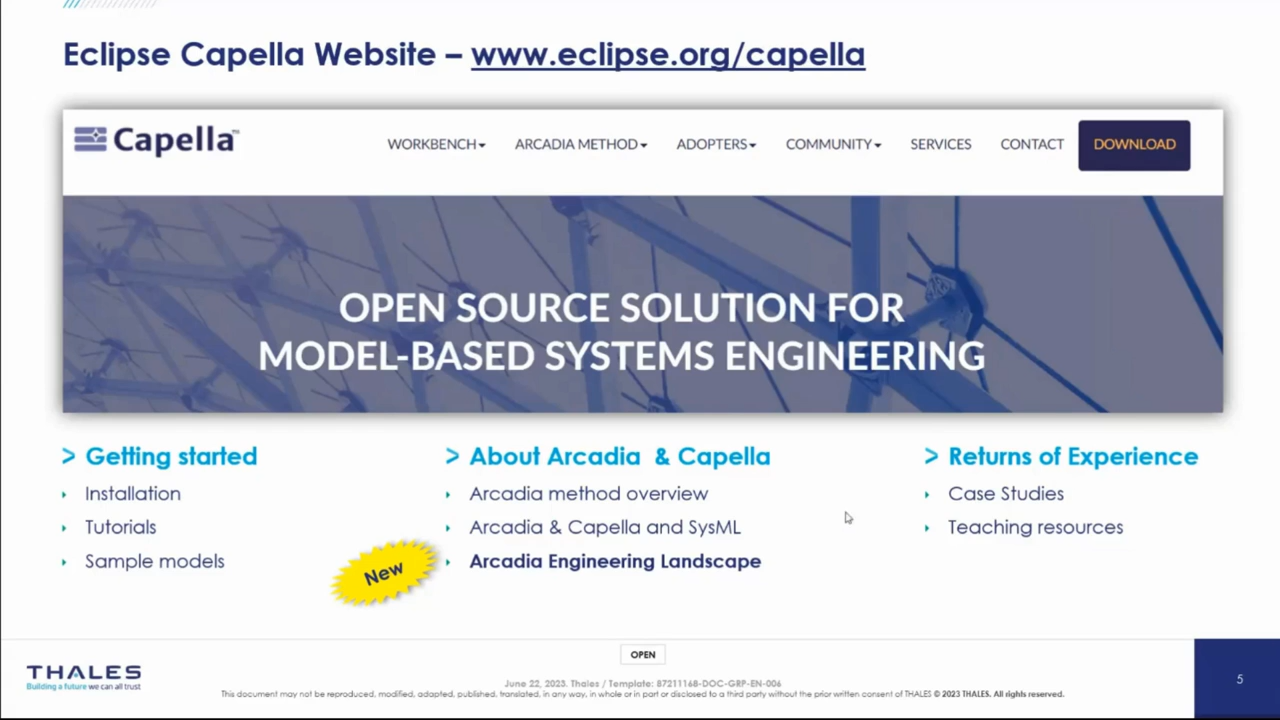 Eclipse Capella Website – www.eclipse.org/capella
Capella™
WORKBENCH
ARCADIA METHOD
ADOPTERS
COMMUNITY
SERVICES
CONTACT
DOWNLOAD
OPEN SOURCE SOLUTION FOR
MODEL-BASED SYSTEMS ENGINEERING
> Getting started
Installation
Tutorials
Sample models
> About Arcadia & Capella
Arcadia method overview
Arcadia & Capella and SysML
New
Arcadia Engineering Landscape
> Returns of Experience
Case Studies
Teaching resources
THALES
Building a future we can all trust
OPEN
June 22, 2023. Thales / Template: 87211168-DOC-GRP-EN-006
This document may not be reproduced, modified, adapted, published, translated, in any way, in whole or in part or disclosed to a third party without the prior written consent of THALES © 2023 THALES. All rights reserved.
5